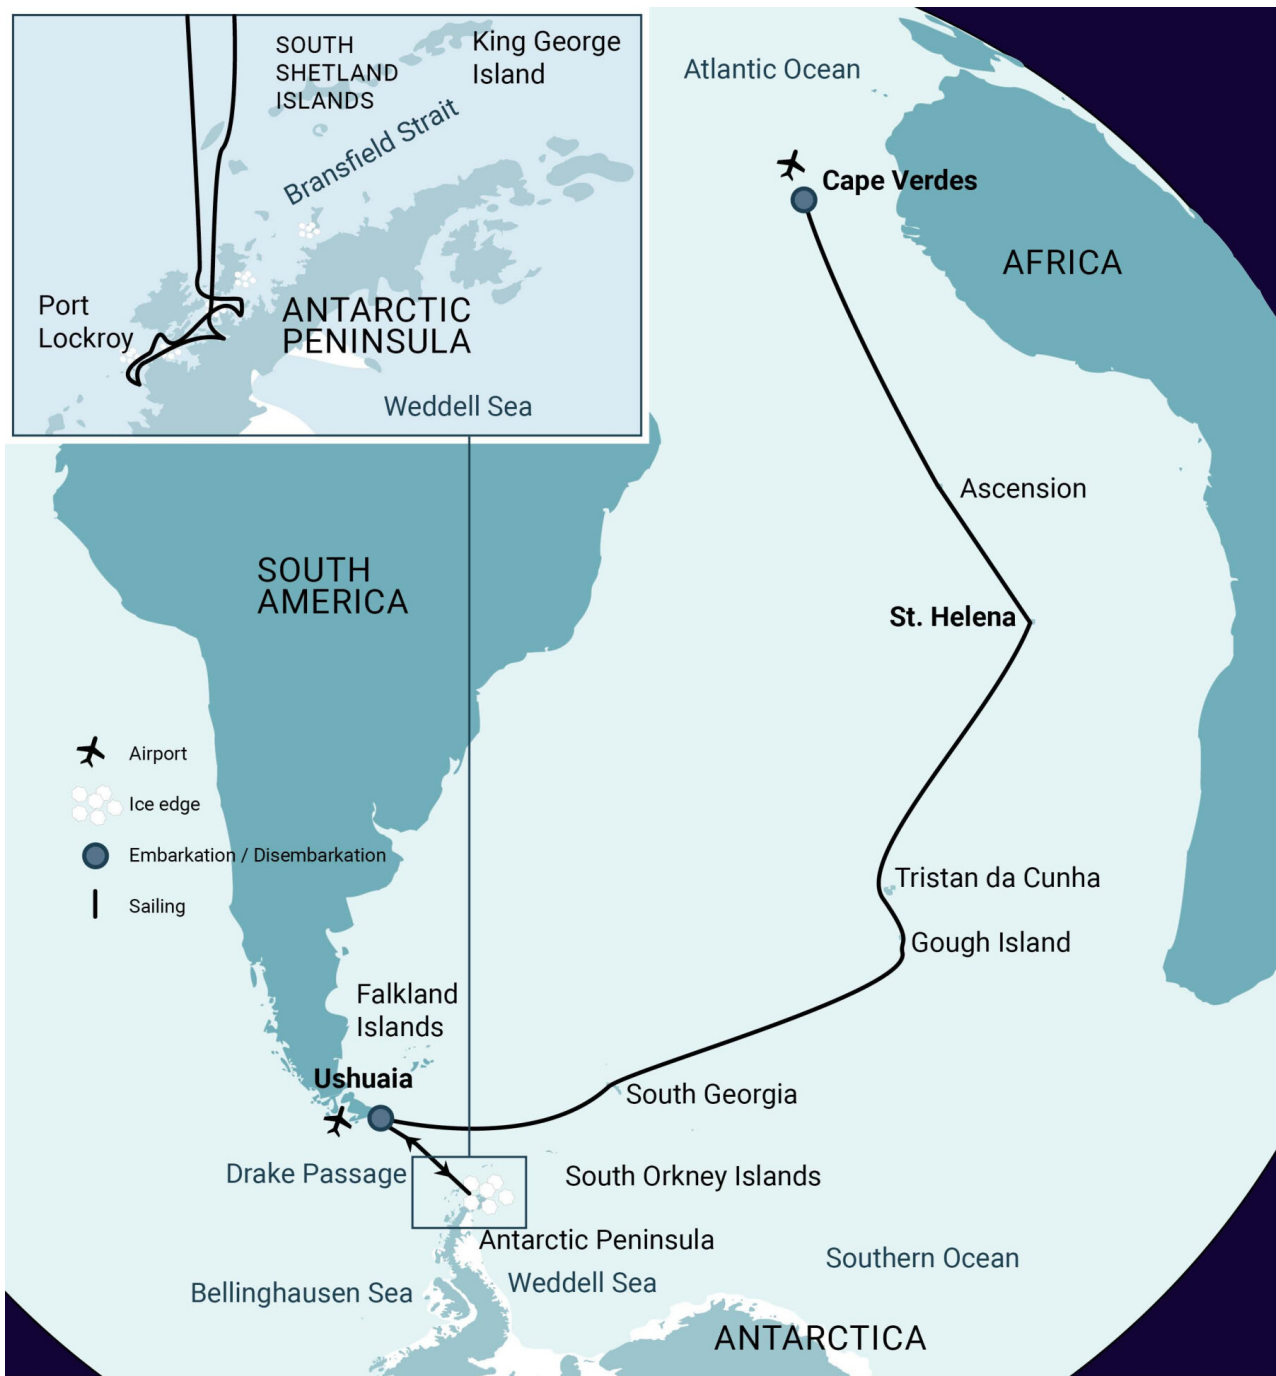 SOUTH
SHETLAND
ISLANDS
King George
Island
Bransfield Strait
Port
Lockroy
ANTARCTIC
PENINSULA
Weddell Sea
Atlantic Ocean
Cape Verdes
AFRICA
Ascension
SOUTH
AMERICA
St. Helena
Airport
Ice edge
Embarkation / Disembarkation
Sailing
Tristan da Cunha
Gough Island
Falkland
Islands
Ushuaia
South Georgia
Drake Passage
South Orkney Islands
Antarctic Peninsula
Southern Ocean
Weddell Sea
Bellinghausen Sea
ANTARCTICA